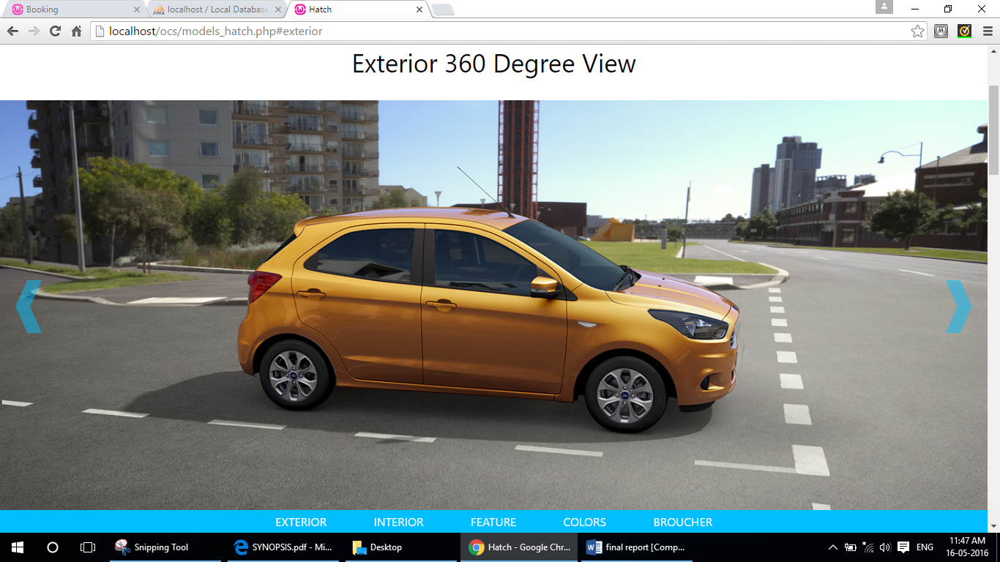 Booking
localhost / Local Database
Hatch
localhost/ocs/models_hatch.php#exterior
Exterior 360 Degree View
EXTERIOR INTERIOR FEATURE COLORS BROUCHER
Snipping Tool
SYNOPSIS.pdf - Mi...
Desktop
Hatch - Google Chr...
final report [Comp...
ENG
11:47 AM
16-05-2016